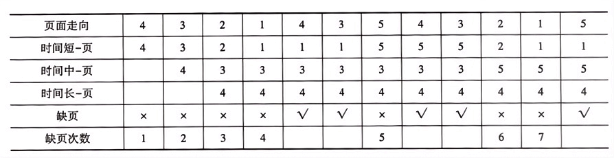 页面走向 4 3 2 1 4 3 5 4 3 2 1 5
时间短-页 4 3 2 1 1 1 5 5 5 2 1 1
时间中-页 4 3 3 3 3 3 3 3 5 5 5
时间长-页 4 4 4 4 4 4 4 4 4 4
缺页 × × × × √ √ × √ √ × × √
缺页次数 1 2 3 4 5 6 7